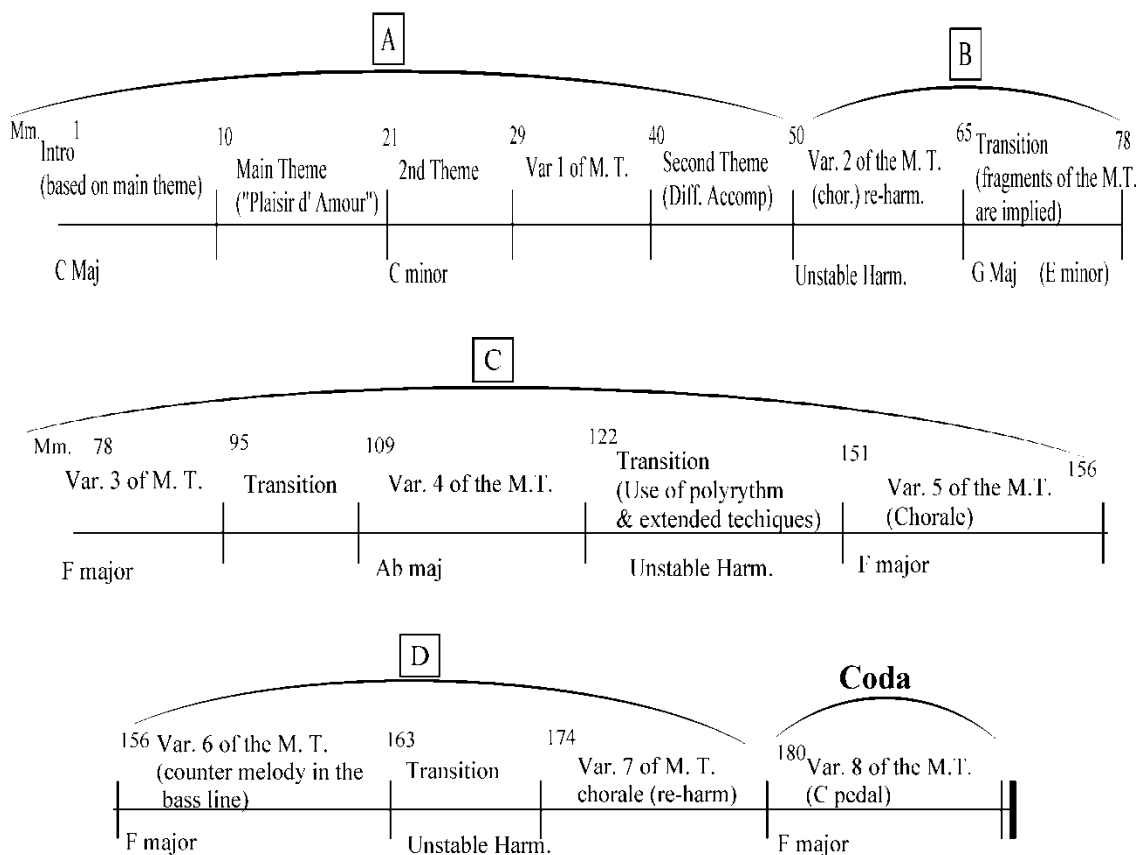 A
B
Mm. 1
10
21
29
40
50
65
78
Intro
(based on main theme)
Main Theme
("Plaisir d' Amour")
2nd Theme
Var 1 of M. T.
Second Theme
(Diff. Accomp)
Var. 2 of the M. T.
(chor.) re-harm.
Transition
(fragments of the M.T.
are implied)
C Maj
C minor
Unstable Harm.
G Maj (E minor)
C
Mm. 78
95
109
122
151
156
Var. 3 of M. T.
Transition
Var. 4 of the M.T.
Transition
(Use of polyrythm
& extended techiques)
Var. 5 of the M.T.
(Chorale)
F major
Ab maj
Unstable Harm.
F major
D
Coda
156 Var. 6 of the M. T.
(counter melody in the
bass line)
163
Transition
174
Var. 7 of M. T.
chorale (re-harm)
180 Var. 8 of the M.T.
(C pedal)
F major
Unstable Harm.
F major